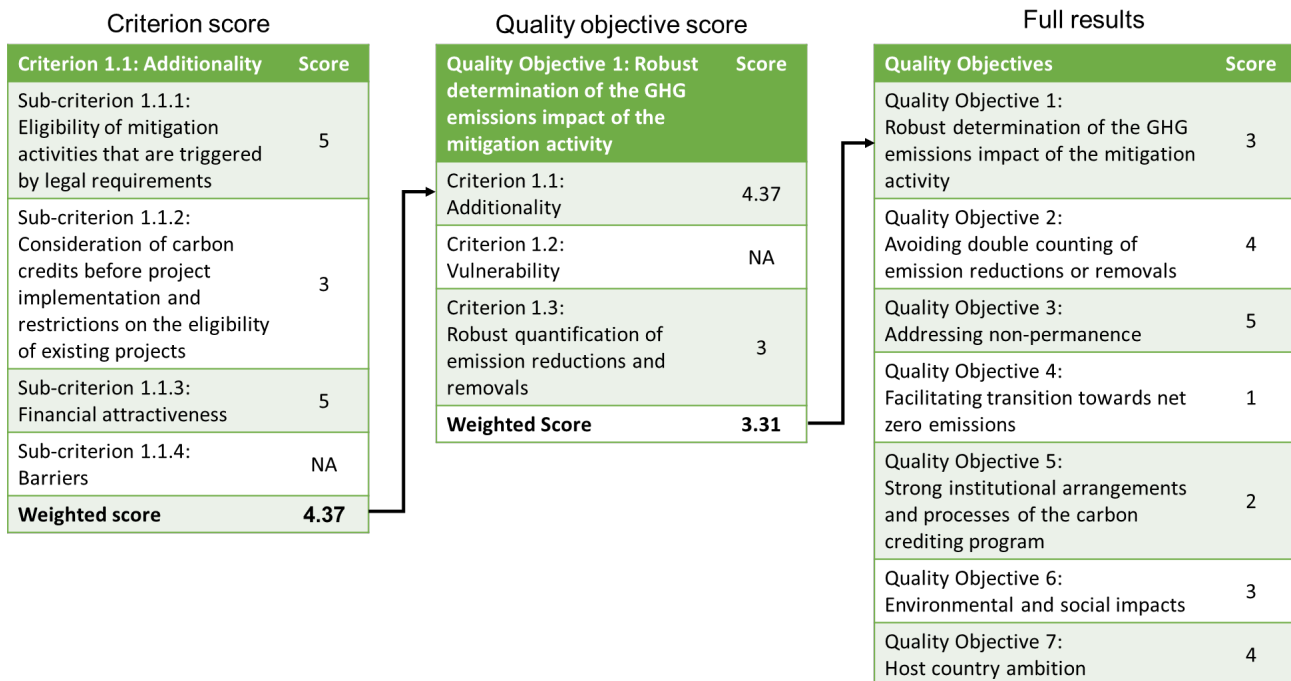 Criterion score
Criterion 1.1: Additionality Score
Sub-criterion 1.1.1:
Eligibility of mitigation
activities that are triggered
by legal requirements
5
Sub-criterion 1.1.2:
Consideration of carbon
credits before project
implementation and
restrictions on the eligibility
of existing projects
3
Sub-criterion 1.1.3:
Financial attractiveness
5
Sub-criterion 1.1.4:
Barriers
NA
Weighted score 4.37
Quality objective score
Quality Objective 1: Robust Score
determination of the GHG
emissions impact of the
mitigation activity
Criterion 1.1:
Additionality
4.37
Criterion 1.2:
Vulnerability
NA
Criterion 1.3:
Robust quantification of
emission reductions and
removals
3
Weighted Score 3.31
Full results
Quality Objectives Score
Quality Objective 1:
Robust determination of the GHG
emissions impact of the mitigation
activity
3
Quality Objective 2:
Avoiding double counting of
emission reductions or removals
4
Quality Objective 3:
Addressing non-permanence
5
Quality Objective 4:
Facilitating transition towards net
zero emissions
1
Quality Objective 5:
Strong institutional arrangements
and processes of the carbon
crediting program
2
Quality Objective 6:
Environmental and social impacts
3
Quality Objective 7:
Host country ambition
4